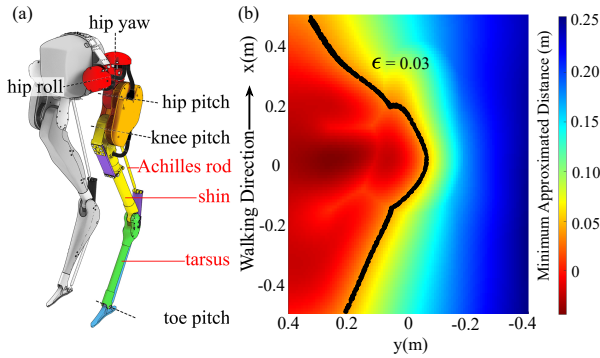 (a)
hip yaw
hip roll
hip pitch
knee pitch
Achilles rod
shin
tarsus
toe pitch
(b)
Walking Direction → x(m)
0.4
0.2
0
-0.2
-0.4
ϵ = 0.03
0.4 0.2 0 -0.2 -0.4
y(m)
0.25
0.20
0.15
0.10
0.05
0
Minimum Approximated Distance (m)